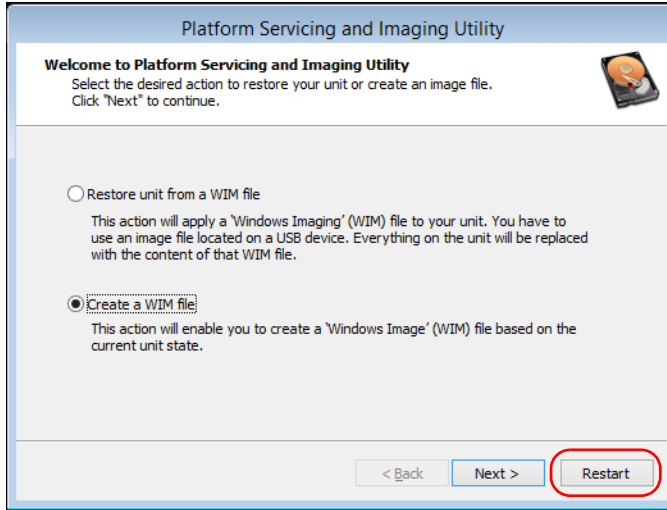 Platform Servicing and Imaging Utility
Welcome to Platform Servicing and Imaging Utility
Select the desired action to restore your unit or create an image file.
Click "Next" to continue.
Restore unit from a WIM file
This action will apply a 'Windows Imaging' (WIM) file to your unit. You have to
use an image file located on a USB device. Everything on the unit will be replaced
with the content of that WIM file.
Create a WIM file
This action will enable you to create a 'Windows Image' (WIM) file based on the
current unit state.
< Back Next > Restart